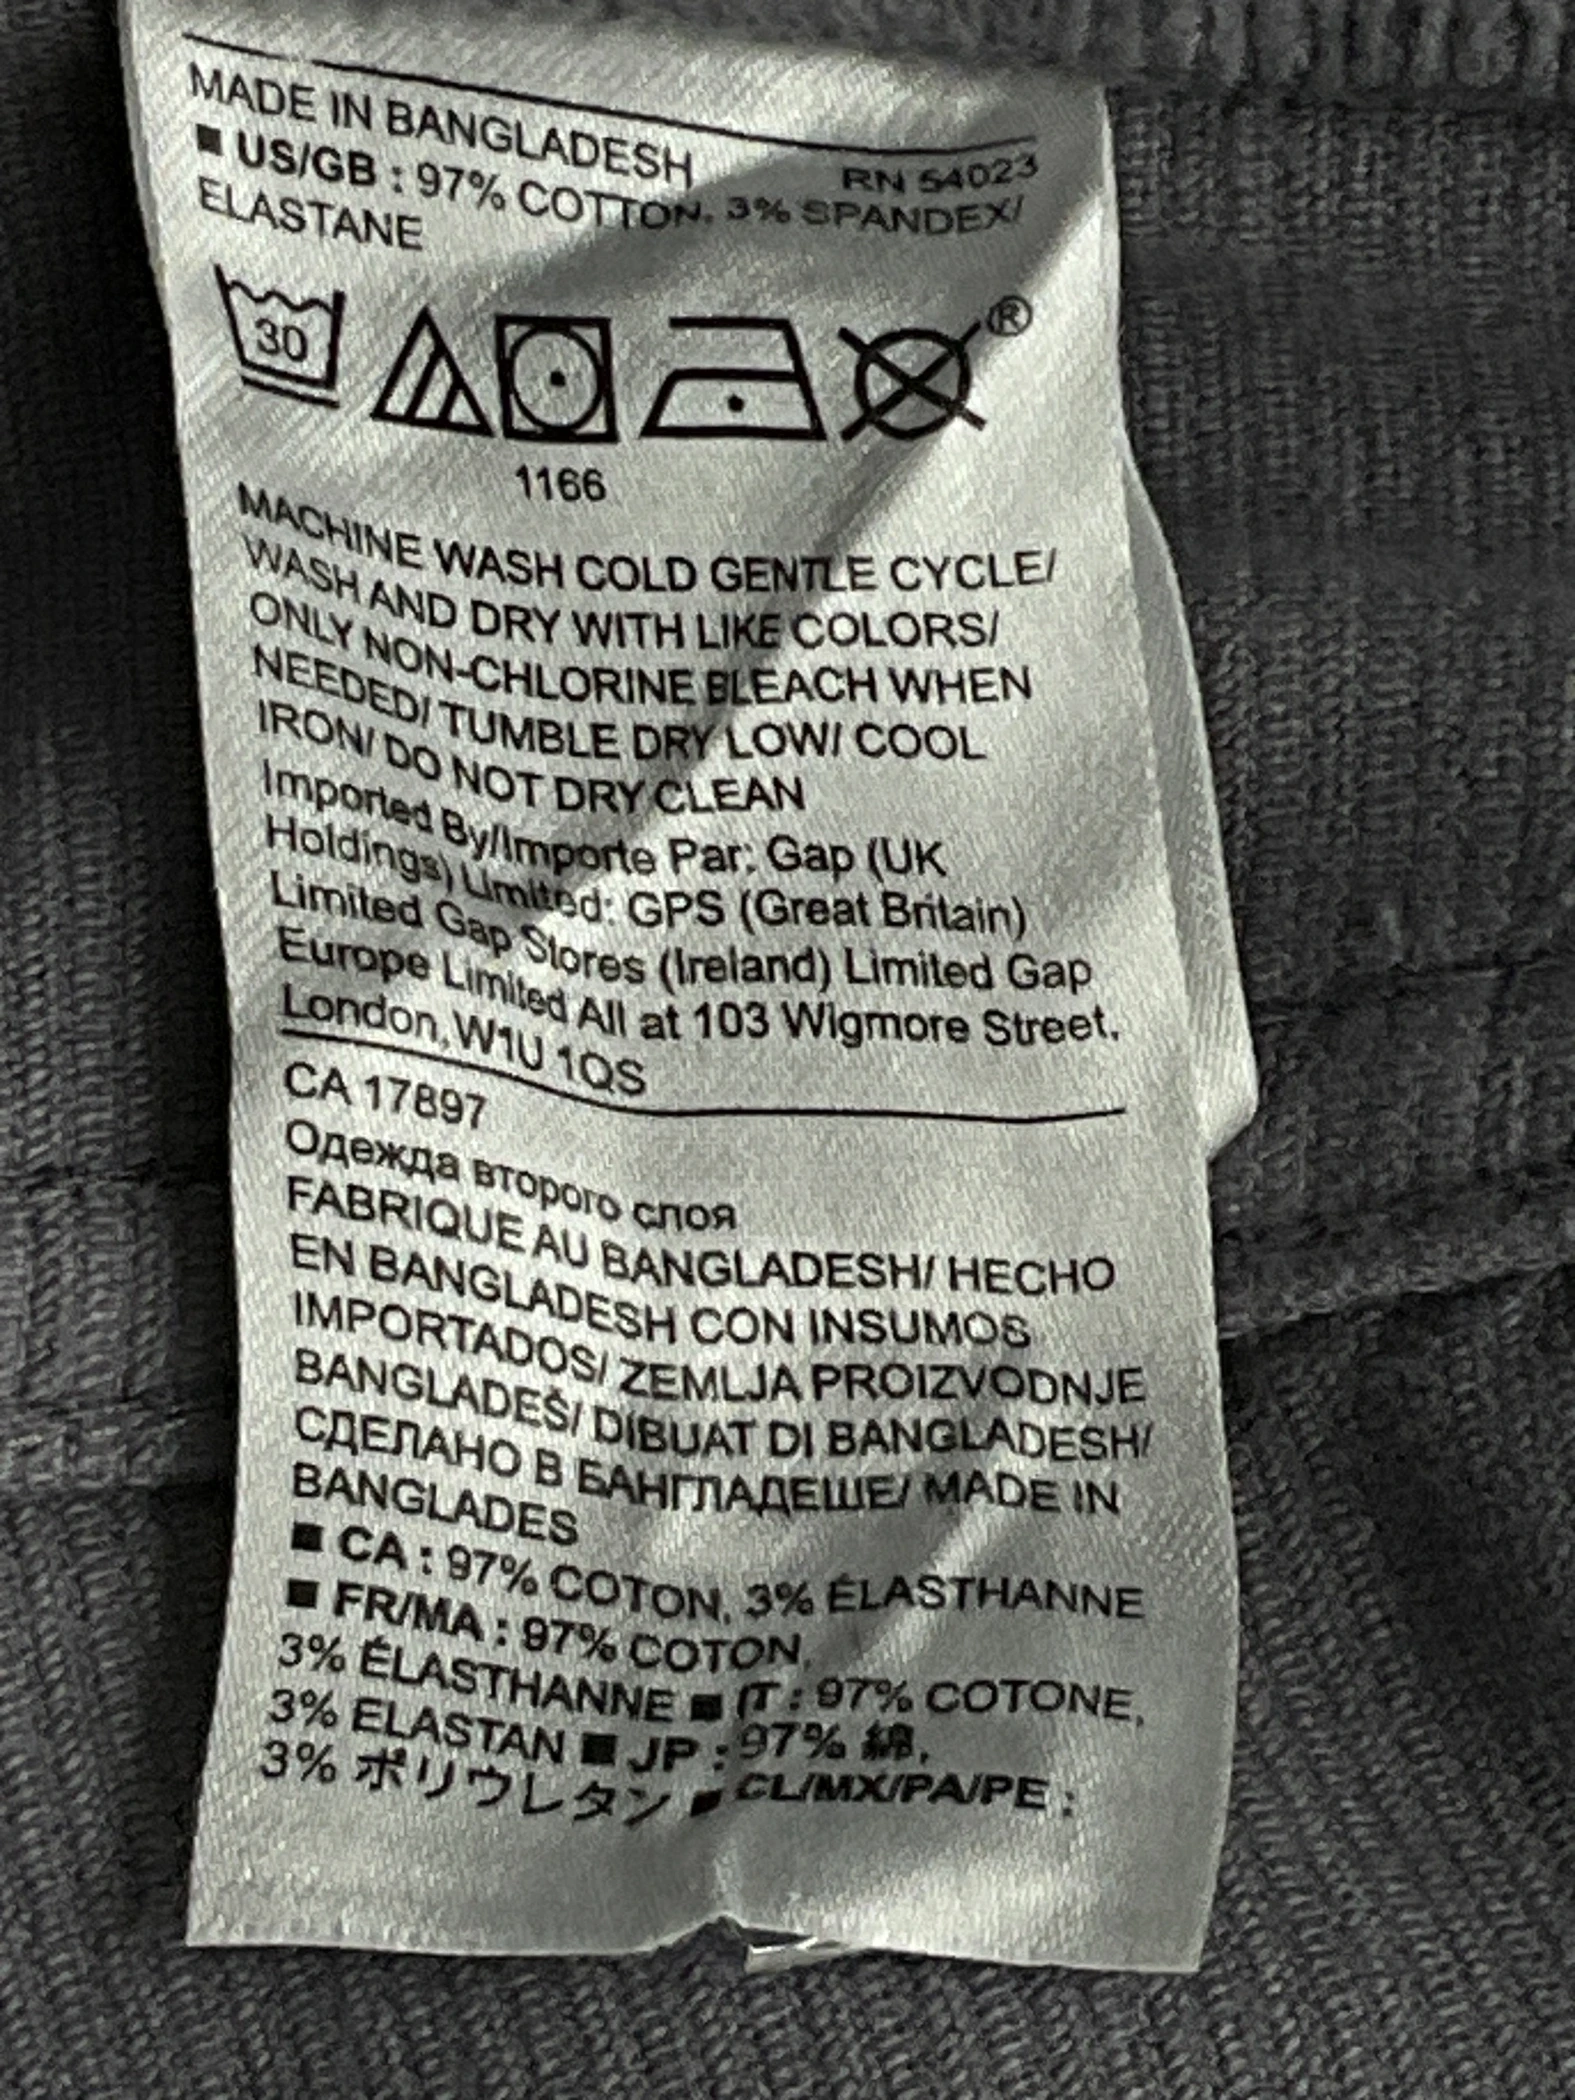 MADE IN BANGLADESH RN 54023
■ US/GB : 97% COTTON, 3% SPANDEX/
ELASTANE
30
®
1166
MACHINE WASH COLD GENTLE CYCLE/
WASH AND DRY WITH LIKE COLORS/
ONLY NON-CHLORINE BLEACH WHEN
NEEDED/ TUMBLE DRY LOW/ COOL
IRON/ DO NOT DRY CLEAN
Imported By/Importe Par: Gap (UK
Holdings) Limited: GPS (Great Britain)
Limited Gap Stores (Ireland) Limited Gap
Europe Limited All at 103 Wigmore Street,
London, W1U 1QS
CA 17897
Одежда второго слоя
FABRIQUE AU BANGLADESH/ HECHO
EN BANGLADESH CON INSUMOS
IMPORTADOS/ ZEMLJA PROIZVODNJE
BANGLADEŠ/ DIBUAT DI BANGLADESH/
СДЕЛАНО В БАНГЛАДЕШЕ/ MADE IN
BANGLADES
■ CA : 97% COTON, 3% ÉLASTHANNE
■ FR/MA : 97% COTON,
3% ÉLASTHANNE ■ IT : 97% COTONE,
3% ELASTAN ■ JP : 97% 綿,
3% ポリウレタン ■ CL/MX/PA/PE :